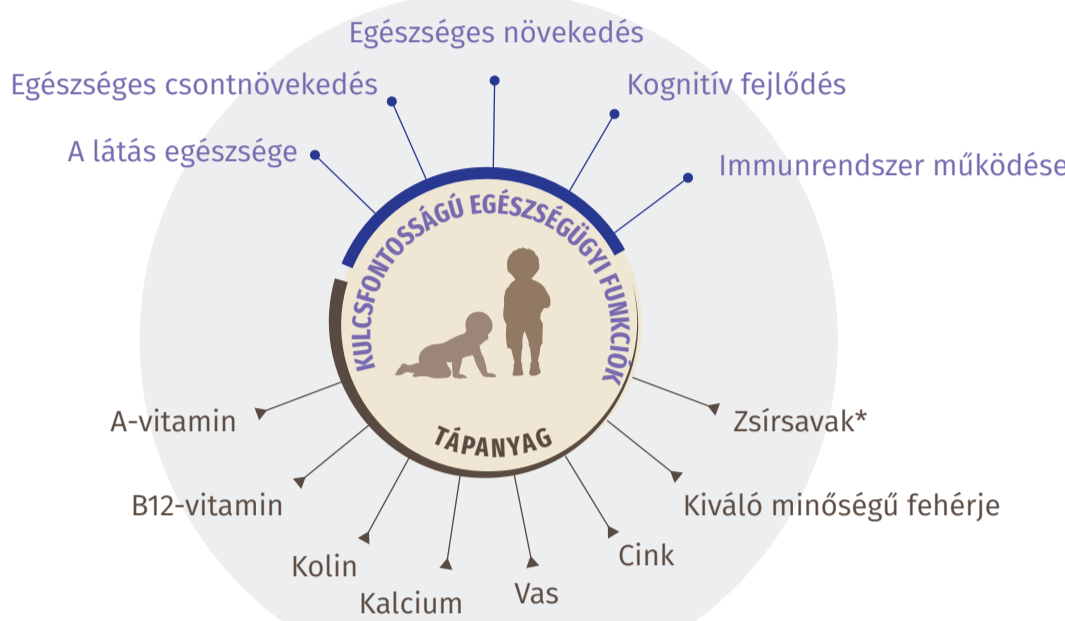 Egészséges növekedés
Egészséges csontnövekedés
Kognitív fejlődés
A látás egészsége
Immunrendszer működése
KULCSFONTOSSÁGÚ EGÉSZSÉGÜGYI FUNKCIÓK
TÁPANYAG
A-vitamin
Zsírsavak*
B12-vitamin
Kiváló minőségű fehérje
Kolin
Cink
Kalcium
Vas